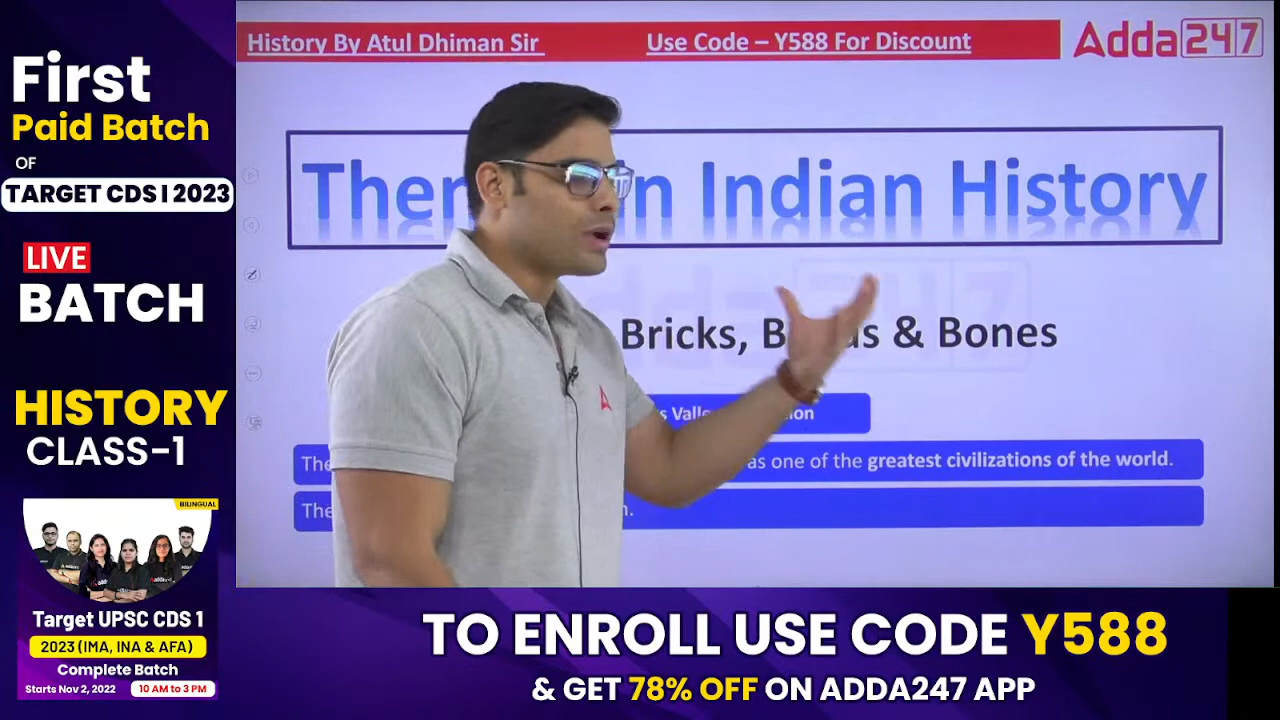 First
Paid Batch
OF
TARGET CDS I 2023
LIVE
BATCH
HISTORY
CLASS-1
BILINGUAL
Target UPSC CDS 1
2023 (IMA, INA & AFA)
Complete Batch
Starts Nov 2, 2022 10 AM to 3 PM
History By Atul Dhiman Sir Use Code – Y588 For Discount
Adda247
in Indian History
Bricks, & Bones
The as one of the greatest civilizations of the world.
The
TO ENROLL USE CODE Y588
& GET 78% OFF ON ADDA247 APP